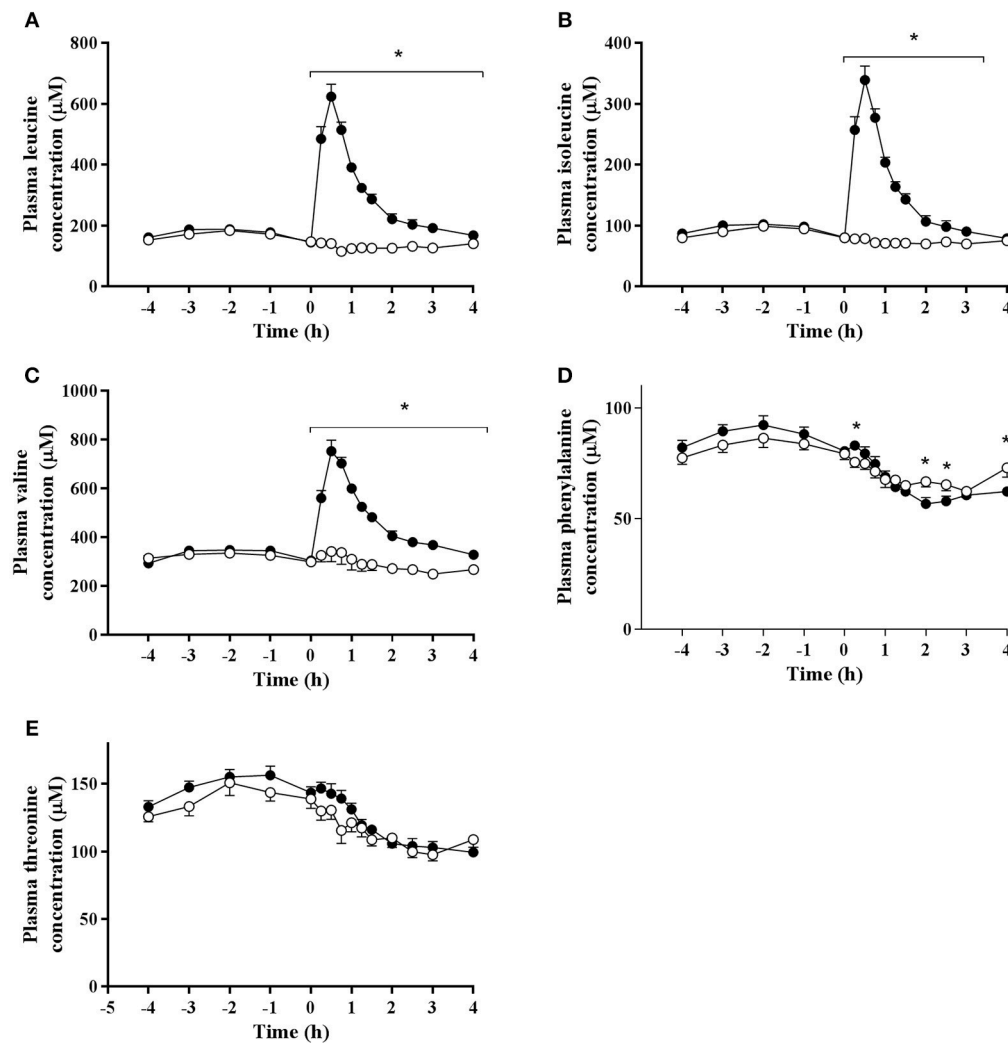 A
Plasma leucine
concentration (µM)
800
600
400
200
0
*
-4 -3 -2 -1 0 1 2 3 4
Time (h)
B
Plasma isoleucine
concentration (µM)
400
300
200
100
0
*
-4 -3 -2 -1 0 1 2 3 4
Time (h)
C
Plasma valine
concentration (µM)
1000
800
600
400
200
0
*
-4 -3 -2 -1 0 1 2 3 4
Time (h)
D
Plasma phenylalanine
concentration (µM)
100
50
0
* * * *
-4 -3 -2 -1 0 1 2 3 4
Time (h)
E
Plasma threonine
concentration (µM)
150
100
50
0
-5 -4 -3 -2 -1 0 1 2 3 4
Time (h)